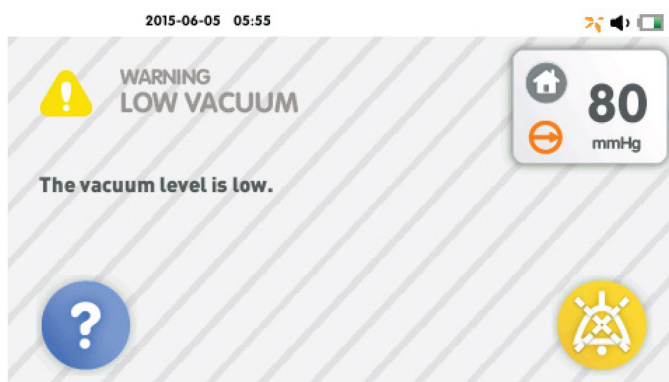 2015-06-05 05:55
WARNING
LOW VACUUM
80
mmHg
The vacuum level is low.
?